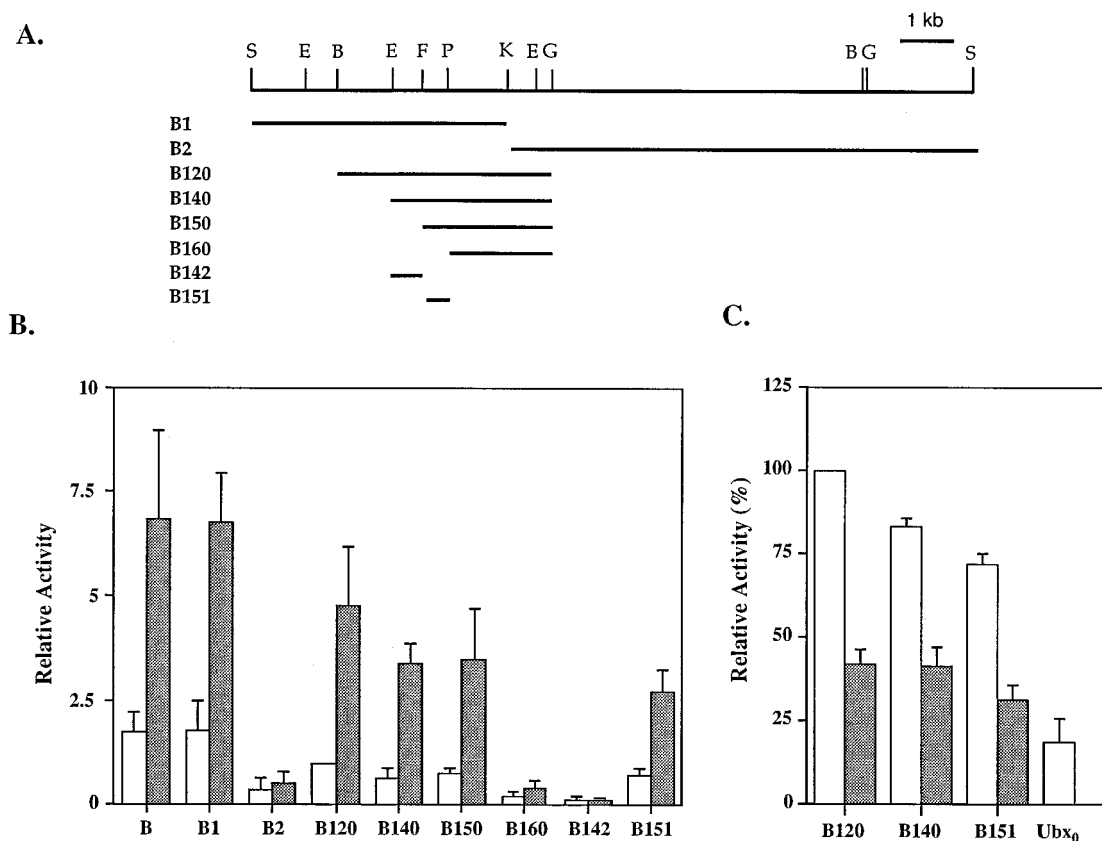 A.
1 kb
S E B E F P K E G B G S
B1
B2
B120
B140
B150
B160
B142
B151
B.
C.
Relative Activity
10
7.5
5
2.5
0
B B1 B2 B120 B140 B150 B160 B142 B151
Relative Activity (%)
125
100
75
50
25
0
B120 B140 B151 Ubx₀